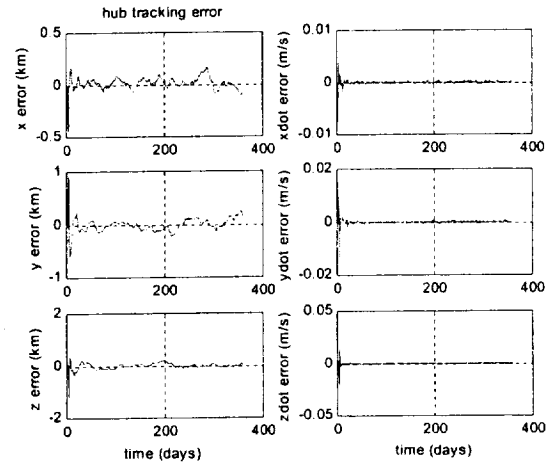 hub tracking error
0.5
0
-0.5
x error (km)
0 200 400
0.01
0
-0.01
xdot error (m/s)
0 200 400
1
0
-1
y error (km)
0 200 400
0.02
0
-0.02
ydot error (m/s)
0 200 400
2
0
-2
z error (km)
0 200 400
time (days)
0.05
0
-0.05
zdot error (m/s)
0 200 400
time (days)